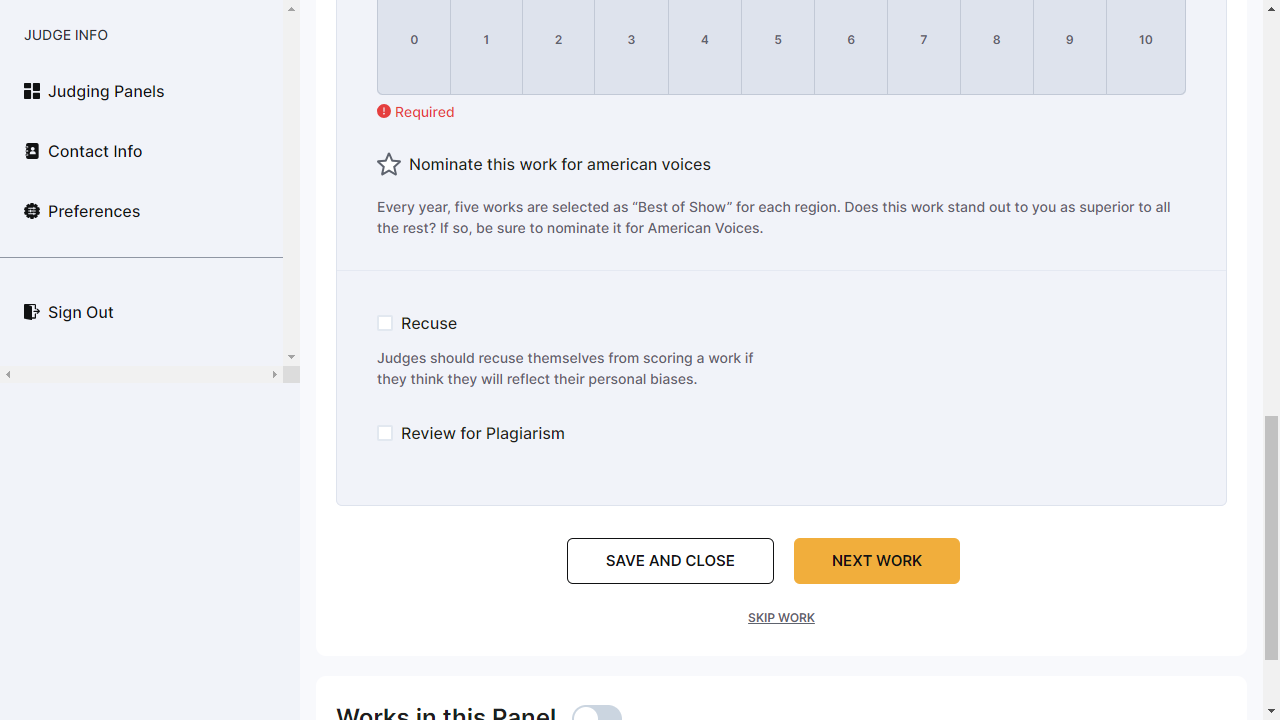 JUDGE INFO
Judging Panels
Contact Info
Preferences
Sign Out
0 1 2 3 4 5 6 7 8 9 10
Required
Nominate this work for american voices
Every year, five works are selected as “Best of Show” for each region. Does this work stand out to you as superior to all
the rest? If so, be sure to nominate it for American Voices.
Recuse
Judges should recuse themselves from scoring a work if
they think they will reflect their personal biases.
Review for Plagiarism
SAVE AND CLOSE
NEXT WORK
SKIP WORK
Works in this Panel